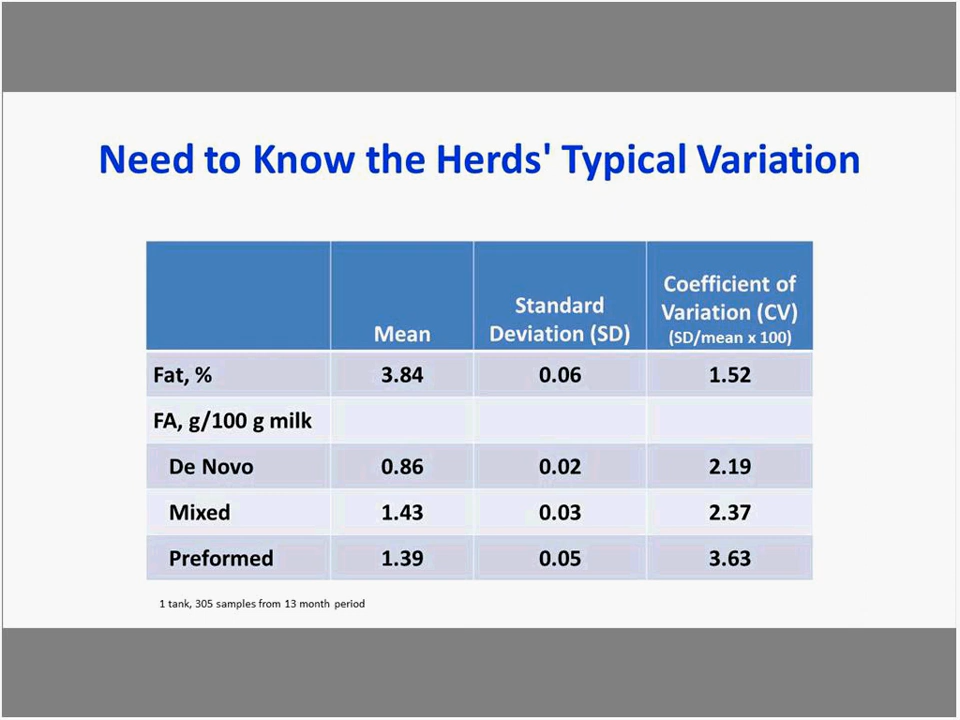 Need to Know the Herds' Typical Variation
Mean
Standard
Deviation (SD)
Coefficient of
Variation (CV)
(SD/mean x 100)
Fat, % 3.84 0.06 1.52
FA, g/100 g milk
De Novo 0.86 0.02 2.19
Mixed 1.43 0.03 2.37
Preformed 1.39 0.05 3.63
1 tank, 305 samples from 13 month period